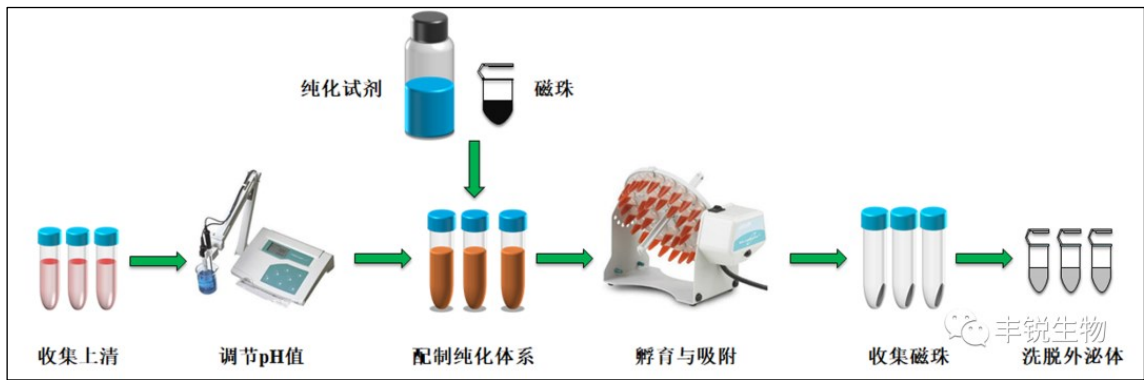 纯化试剂
磁珠
丰锐生物
收集上清
调节pH值
配制纯化体系
孵育与吸附
收集磁珠
洗脱外泌体